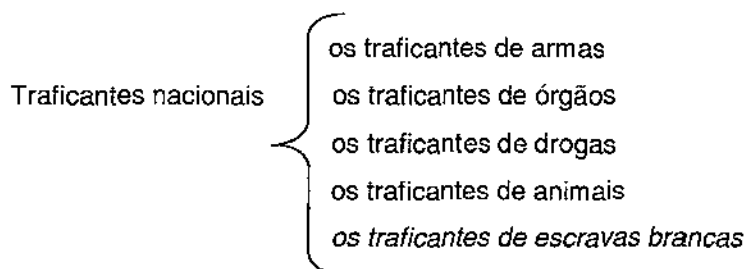 os traficantes de armas
Traficantes nacionais
os traficantes de órgãos
os traficantes de drogas
os traficantes de animais
os traficantes de escravas brancas